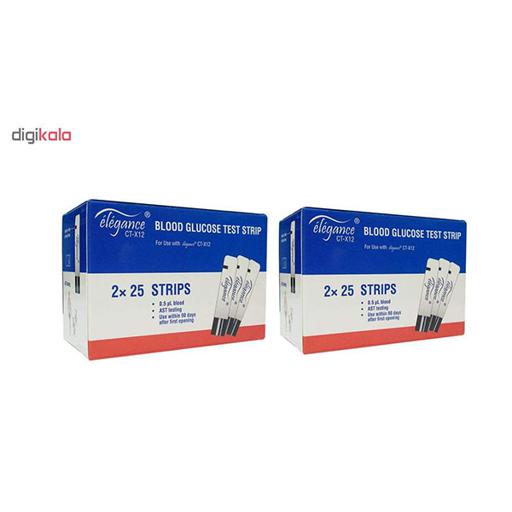 digikala
élégance®
CT-X12
BLOOD GLUCOSE TEST STRIP
For Use with élégance® CT-X12
2× 25 STRIPS
• 0.5 µL blood
• AST testing
• Use within 90 days
after first opening
élégance®
CT-X12
BLOOD GLUCOSE TEST STRIP
For Use with élégance® CT-X12
2× 25 STRIPS
• 0.5 µL blood
• AST testing
• Use within 90 days
after first opening